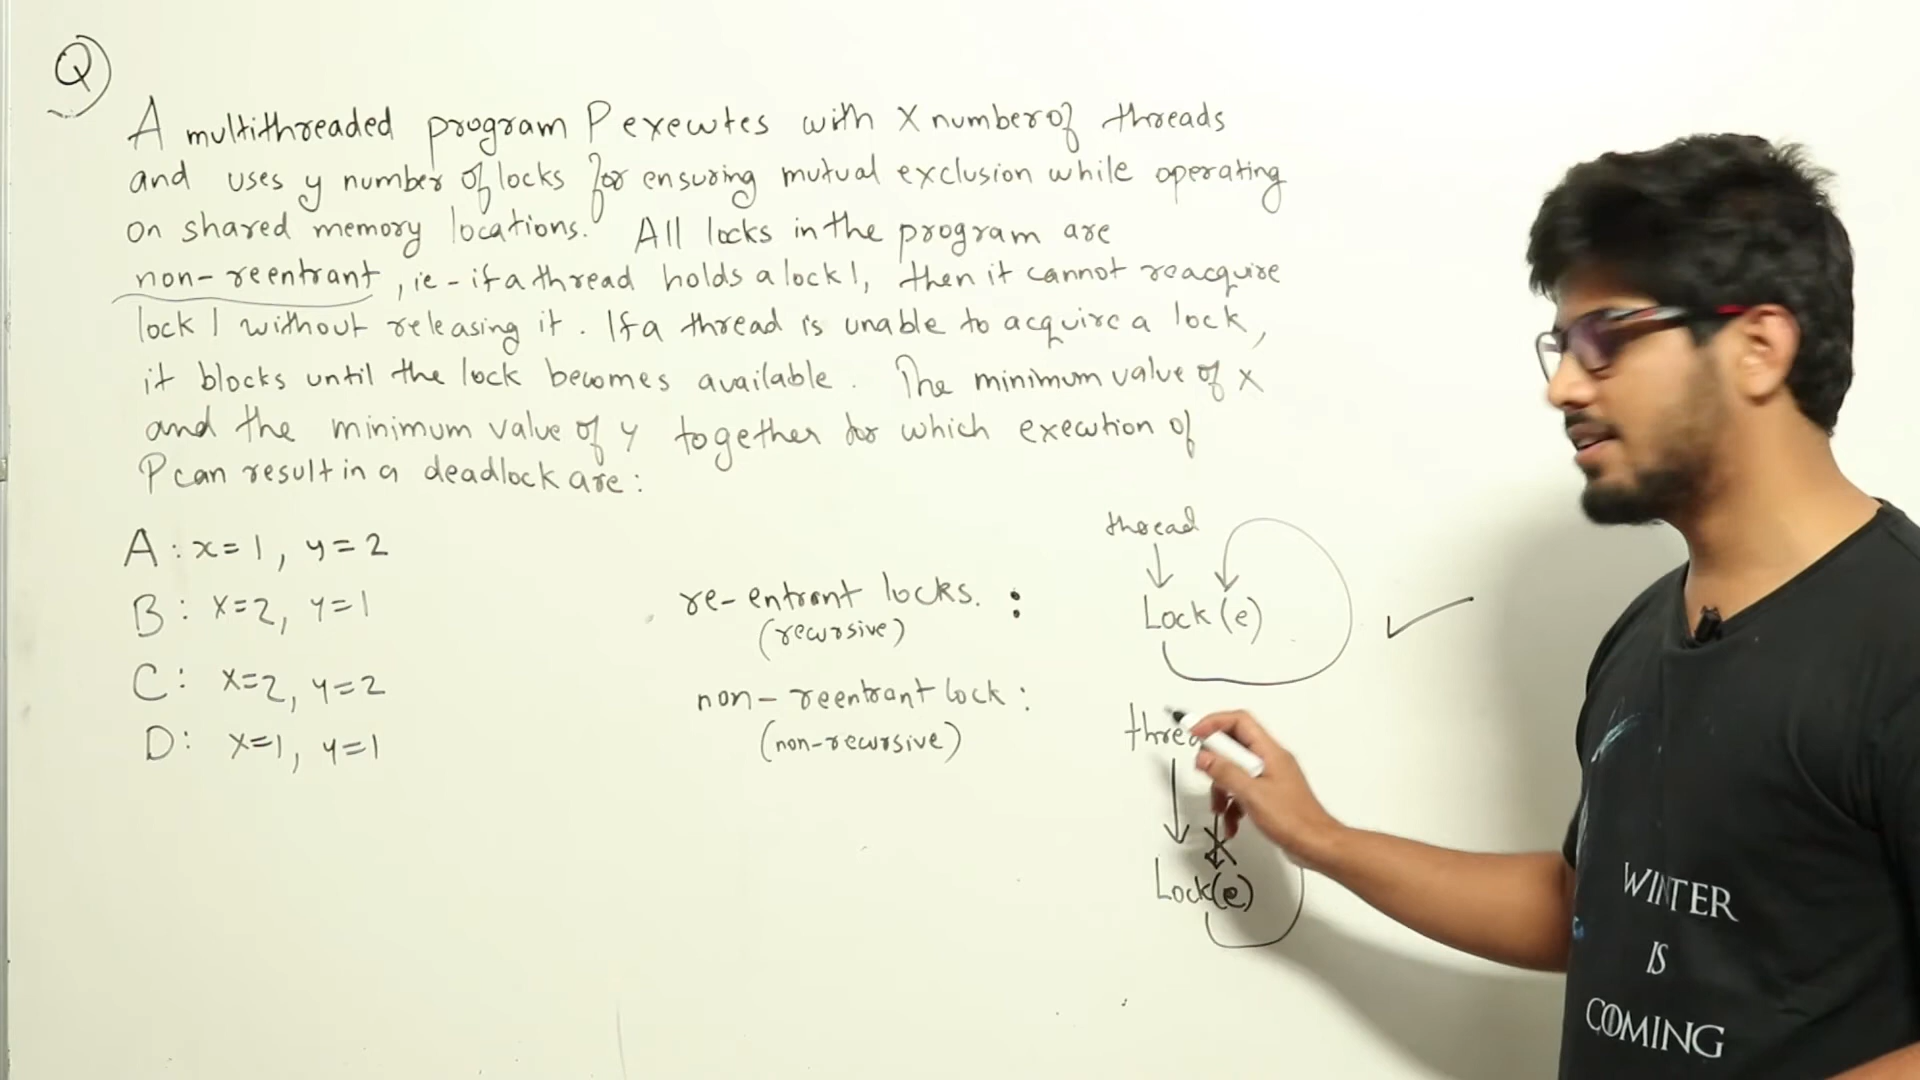 Q
A multithreaded program P executes with X number of threads
and uses y number of locks for ensuring mutual exclusion while operating
on shared memory locations. All locks in the program are
non-reentrant, ie - if a thread holds a lock l, then it cannot reacquire
lock l without releasing it. If a thread is unable to acquire a lock,
it blocks until the lock becomes available. The minimum value of X
and the minimum value of y together for which execution of
P can result in a deadlock are:
A: x=1, y=2
B: X=2, y=1
C: X=2, y=2
D: X=1, y=1
re-entrant locks. :
(recursive)
non-reentrant lock:
(non-recursive)
thread
Lock(e)
Lock(e)
WINTER
IS
COMING